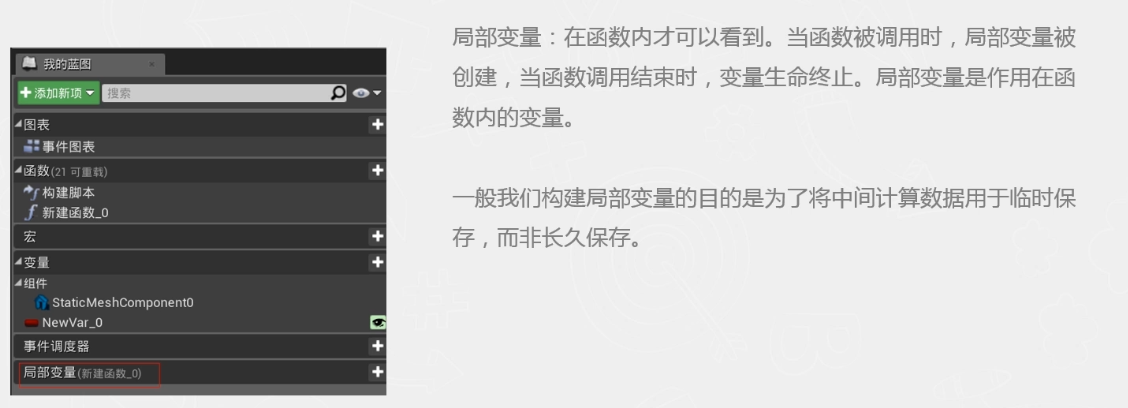 我的蓝图
添加新项
搜索
图表
事件图表
函数(21 可重载)
构建脚本
新建函数_0
宏
变量
组件
StaticMeshComponent0
NewVar_0
事件调度器
局部变量(新建函数_0)
局部变量：在函数内才可以看到。当函数被调用时，局部变量被
创建，当函数调用结束时，变量生命终止。局部变量是作用在函
数内的变量。
一般我们构建局部变量的目的是为了将中间计算数据用于临时保
存，而非长久保存。